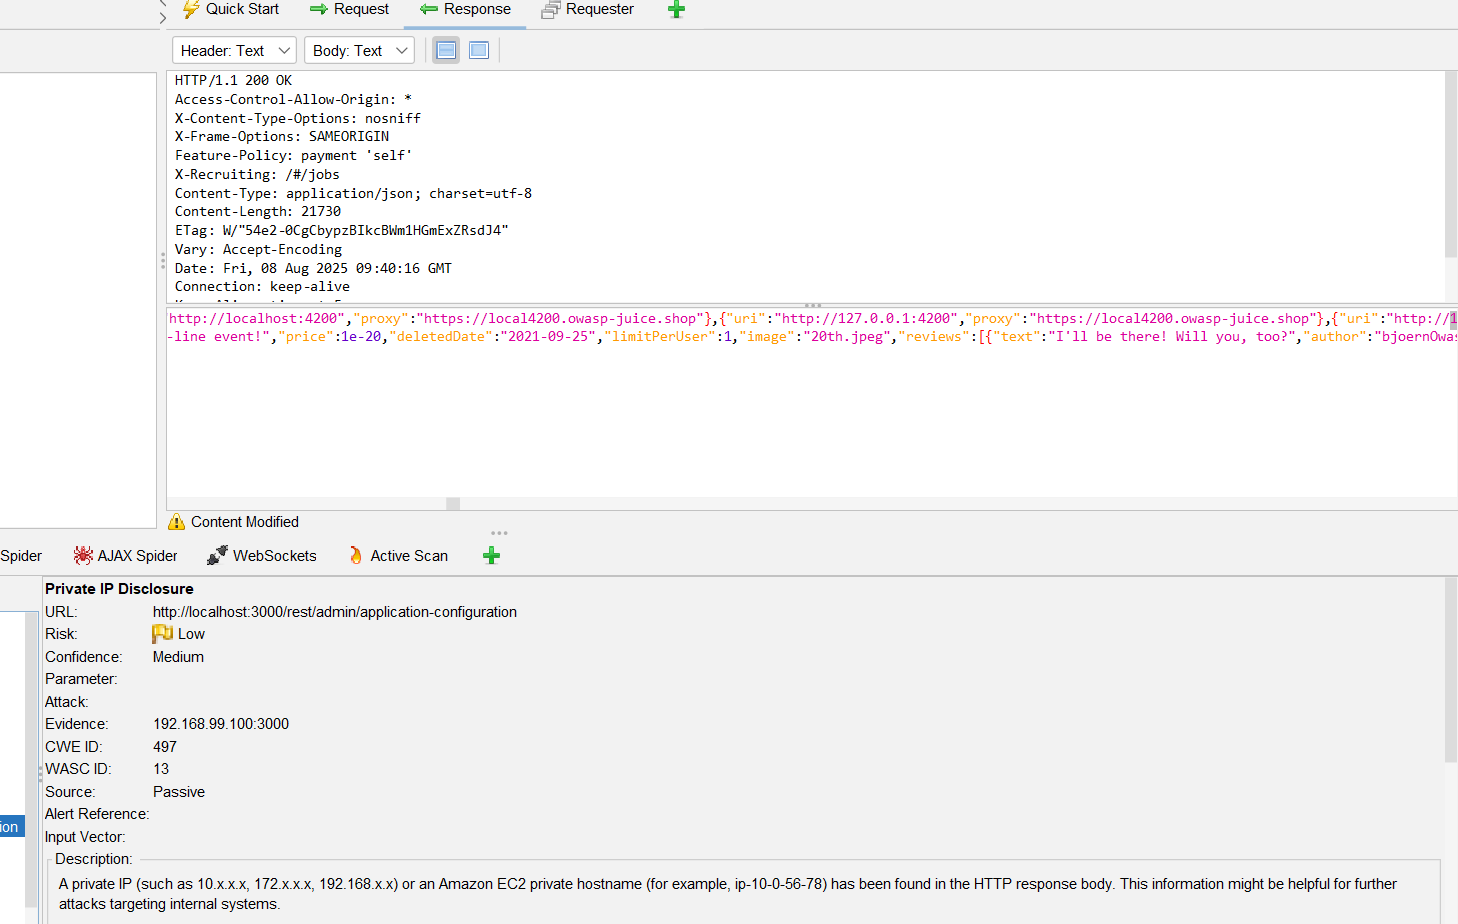 Quick Start Request Response Requester
Header: Text Body: Text
HTTP/1.1 200 OK
Access-Control-Allow-Origin: *
X-Content-Type-Options: nosniff
X-Frame-Options: SAMEORIGIN
Feature-Policy: payment 'self'
X-Recruiting: /#/jobs
Content-Type: application/json; charset=utf-8
Content-Length: 21730
ETag: W/"54e2-0CgCbypzBIkcBWm1HGmExZRsdJ4"
Vary: Accept-Encoding
Date: Fri, 08 Aug 2025 09:40:16 GMT
Connection: keep-alive
http://localhost:4200","proxy":"https://local4200.owasp-juice.shop"},{"uri":"http://127.0.0.1:4200","proxy":"https://local4200.owasp-juice.shop"},{"uri":"http://1
-line event!","price":1e-20,"deletedDate":"2021-09-25","limitPerUser":1,"image":"20th.jpeg","reviews":[{"text":"I'll be there! Will you, too?","author":"bjoernOwas
Content Modified
Spider AJAX Spider WebSockets Active Scan
Private IP Disclosure
URL: http://localhost:3000/rest/admin/application-configuration
Risk: Low
Confidence: Medium
Parameter:
Attack:
Evidence: 192.168.99.100:3000
CWE ID: 497
WASC ID: 13
Source: Passive
Alert Reference:
ion
Input Vector:
Description:
A private IP (such as 10.x.x.x, 172.x.x.x, 192.168.x.x) or an Amazon EC2 private hostname (for example, ip-10-0-56-78) has been found in the HTTP response body. This information might be helpful for further
attacks targeting internal systems.